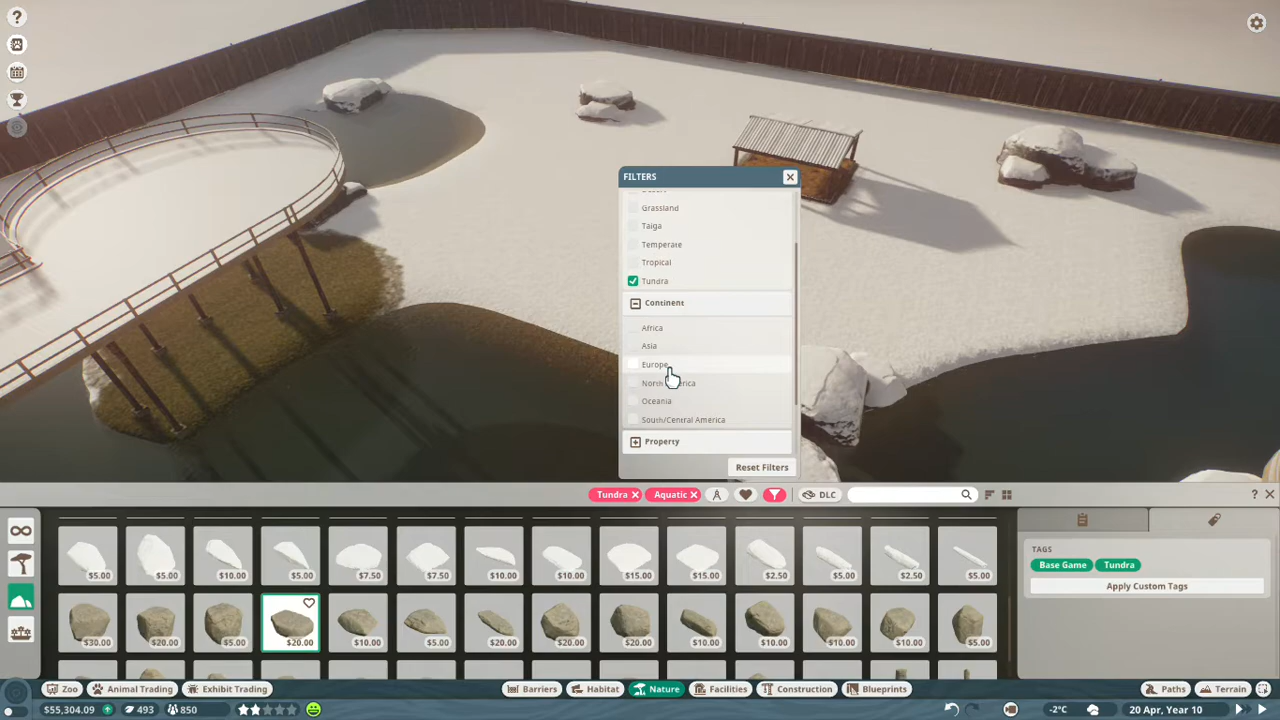 FILTERS
Grassland
Taiga
Temperate
Tropical
Tundra
Continent
Africa
Asia
Europe
North America
Oceania
South/Central America
Property
Reset Filters
Tundra Aquatic DLC
$5.00 $5.00 $10.00 $5.00 $7.50 $7.50 $10.00 $10.00 $15.00 $15.00 $2.50 $5.00 $2.50 $5.00
$30.00 $20.00 $5.00 $20.00 $10.00 $5.00 $20.00 $20.00 $20.00 $10.00 $10.00 $10.00 $10.00 $5.00
TAGS
Base Game Tundra
Apply Custom Tags
Zoo Animal Trading Exhibit Trading Barriers Habitat Nature Facilities Construction Blueprints Paths Terrain
$55,304.09 493 850 -2°C 20 Apr, Year 10